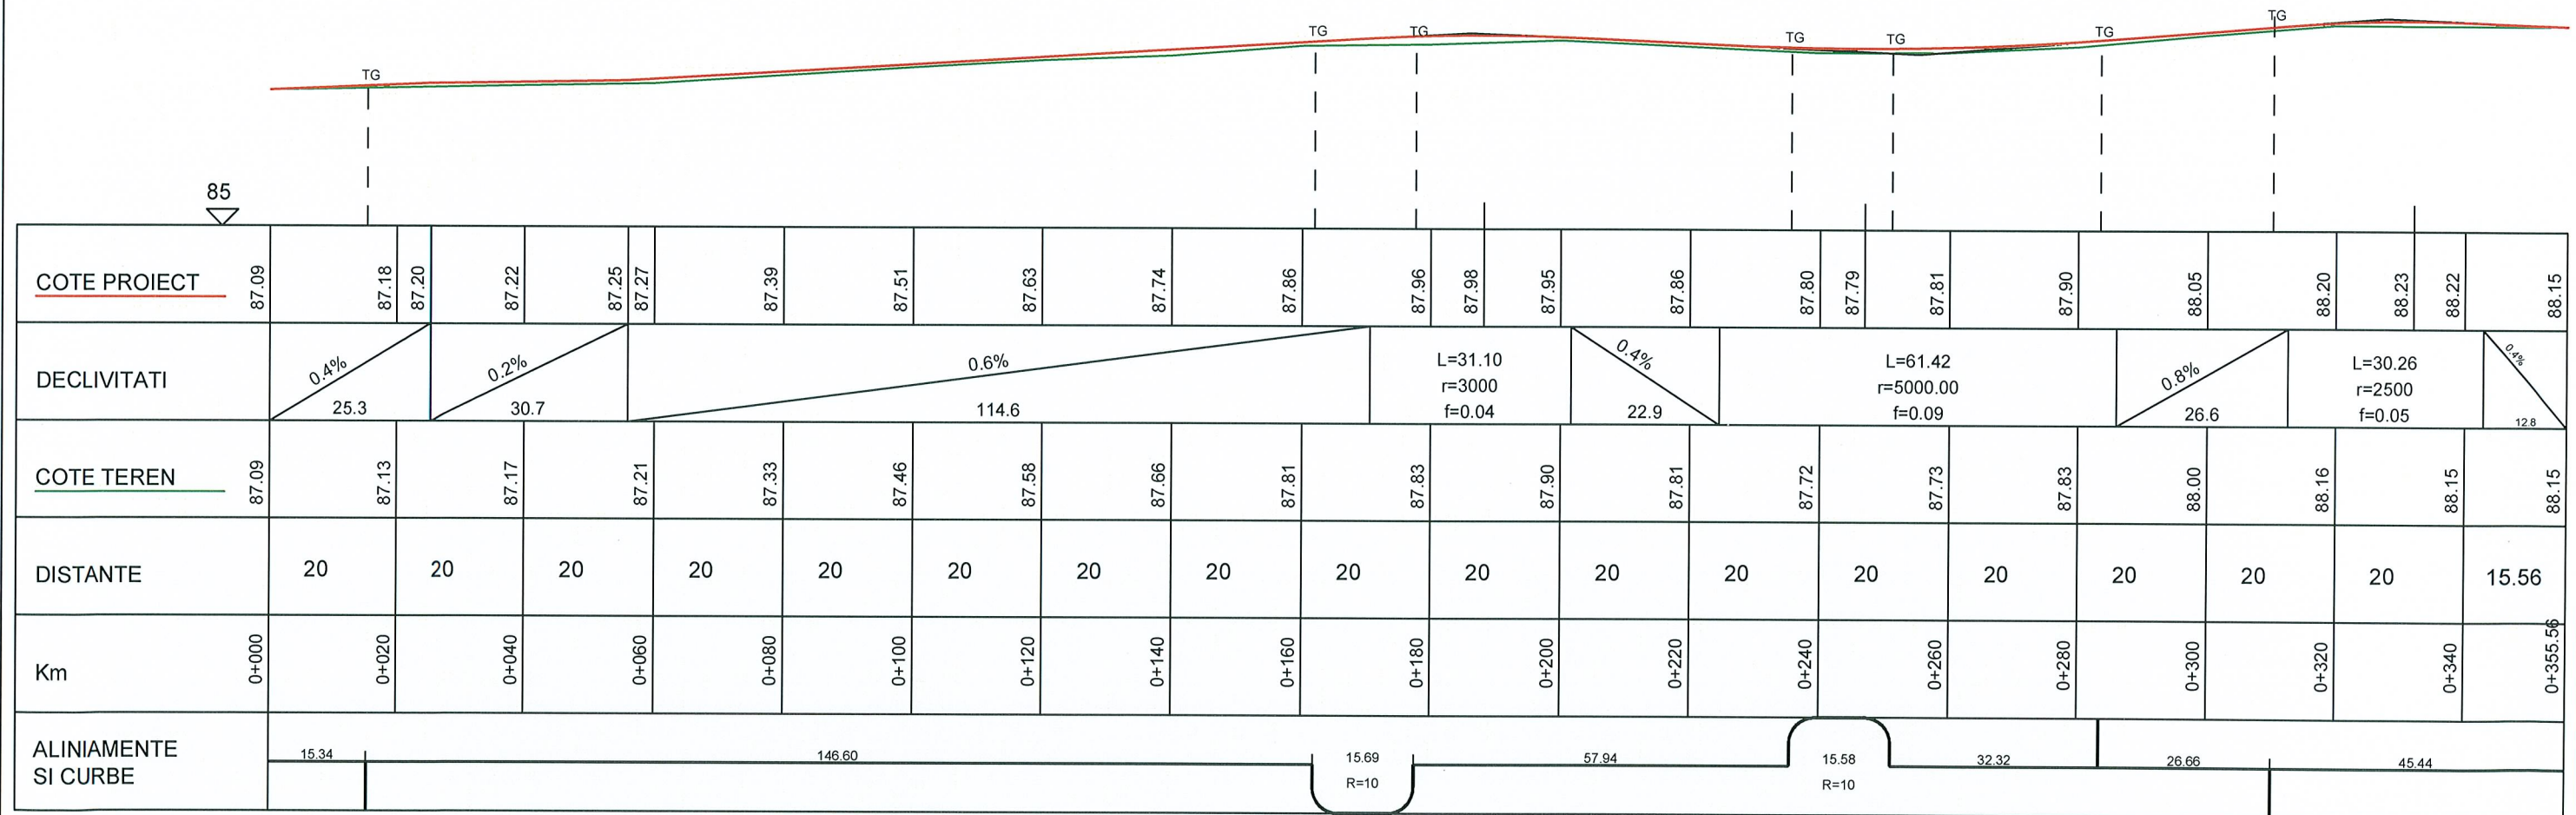 TG TG TG TG TG TG TG
85
COTE PROIECT 87.09 87.18 87.20 87.22 87.25 87.27 87.39 87.51 87.63 87.74 87.86 87.96 87.98 87.95 87.86 87.80 87.79 87.81 87.90 88.05 88.20 88.23 88.22 88.15
DECLIVITATI
0.4%
25.3
0.2%
30.7
0.6%
114.6
L=31.10
r=3000
f=0.04
0.4%
22.9
L=61.42
r=5000.00
f=0.09
0.8%
26.6
L=30.26
r=2500
f=0.05
0.4%
12.8
COTE TEREN 87.09 87.13 87.17 87.21 87.33 87.46 87.58 87.66 87.81 87.83 87.90 87.81 87.72 87.73 87.83 88.00 88.16 88.15 88.15
DISTANTE 20 20 20 20 20 20 20 20 20 20 20 20 20 20 20 20 20 15.56
Km 0+000 0+020 0+040 0+060 0+080 0+100 0+120 0+140 0+160 0+180 0+200 0+220 0+240 0+260 0+280 0+300 0+320 0+340 0+355.56
ALINIAMENTE
SI CURBE
15.34
146.60
15.69
R=10
57.94
15.58
R=10
32.32
26.66
45.44